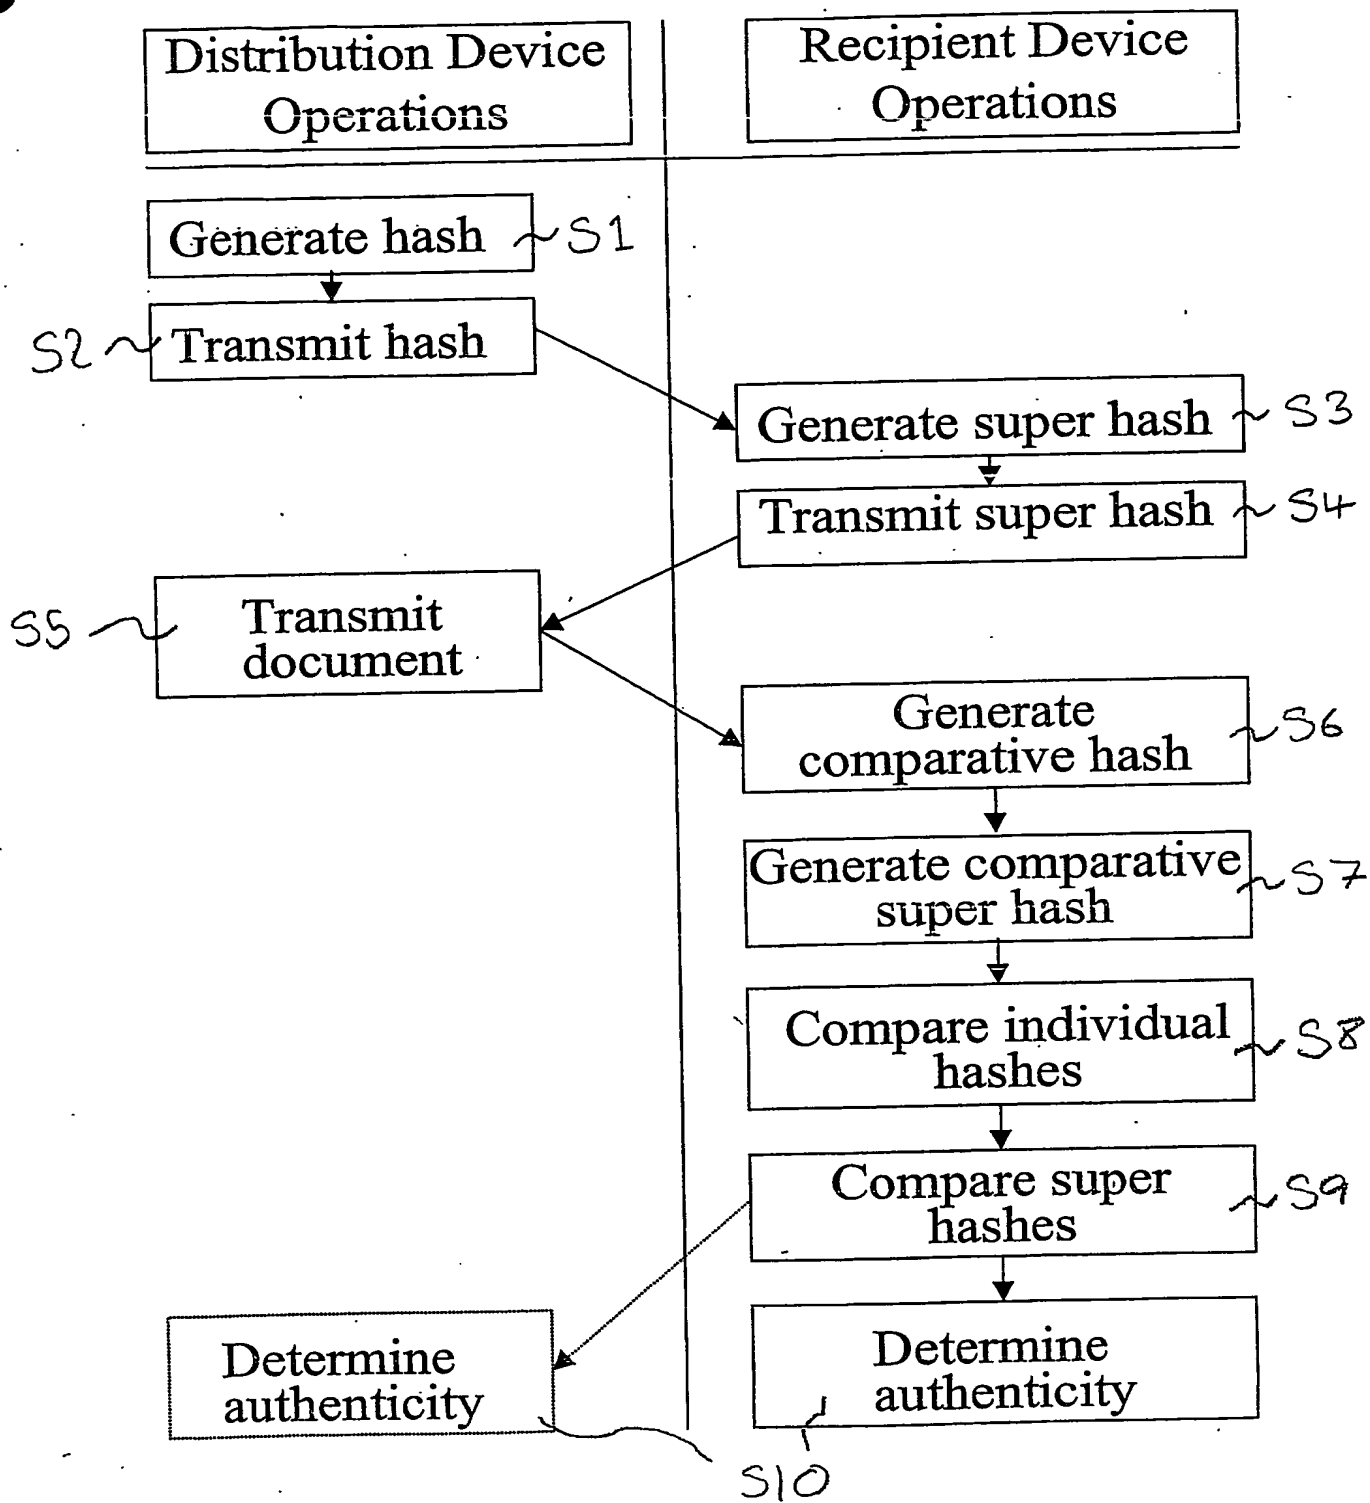 Distribution Device
Operations
Recipient Device
Operations
Generate hash
S1
S2
Transmit hash
Generate super hash
S3
Transmit super hash
S4
S5
Transmit
document
Generate
comparative hash
S6
Generate comparative
super hash
S7
Compare individual
hashes
S8
Compare super
hashes
S9
Determine
authenticity
Determine
authenticity
S10